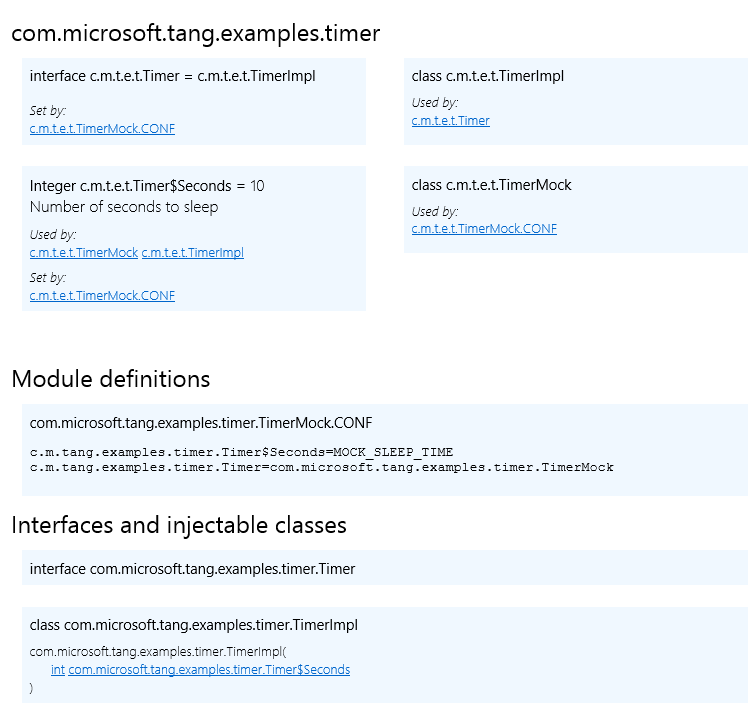 com.microsoft.tang.examples.timer
interface c.m.t.e.t.Timer = c.m.t.e.t.TimerImpl
Set by:
c.m.t.e.t.TimerMock.CONF
class c.m.t.e.t.TimerImpl
Used by:
c.m.t.e.t.Timer
Integer c.m.t.e.t.Timer$Seconds = 10
Number of seconds to sleep
Used by:
c.m.t.e.t.TimerMock c.m.t.e.t.TimerImpl
Set by:
c.m.t.e.t.TimerMock.CONF
class c.m.t.e.t.TimerMock
Used by:
c.m.t.e.t.TimerMock.CONF
Module definitions
com.microsoft.tang.examples.timer.TimerMock.CONF
c.m.tang.examples.timer.Timer$Seconds=MOCK_SLEEP_TIME
c.m.tang.examples.timer.Timer=com.microsoft.tang.examples.timer.TimerMock
Interfaces and injectable classes
interface com.microsoft.tang.examples.timer.Timer
class com.microsoft.tang.examples.timer.TimerImpl
com.microsoft.tang.examples.timer.TimerImpl(
int com.microsoft.tang.examples.timer.Timer$Seconds
)